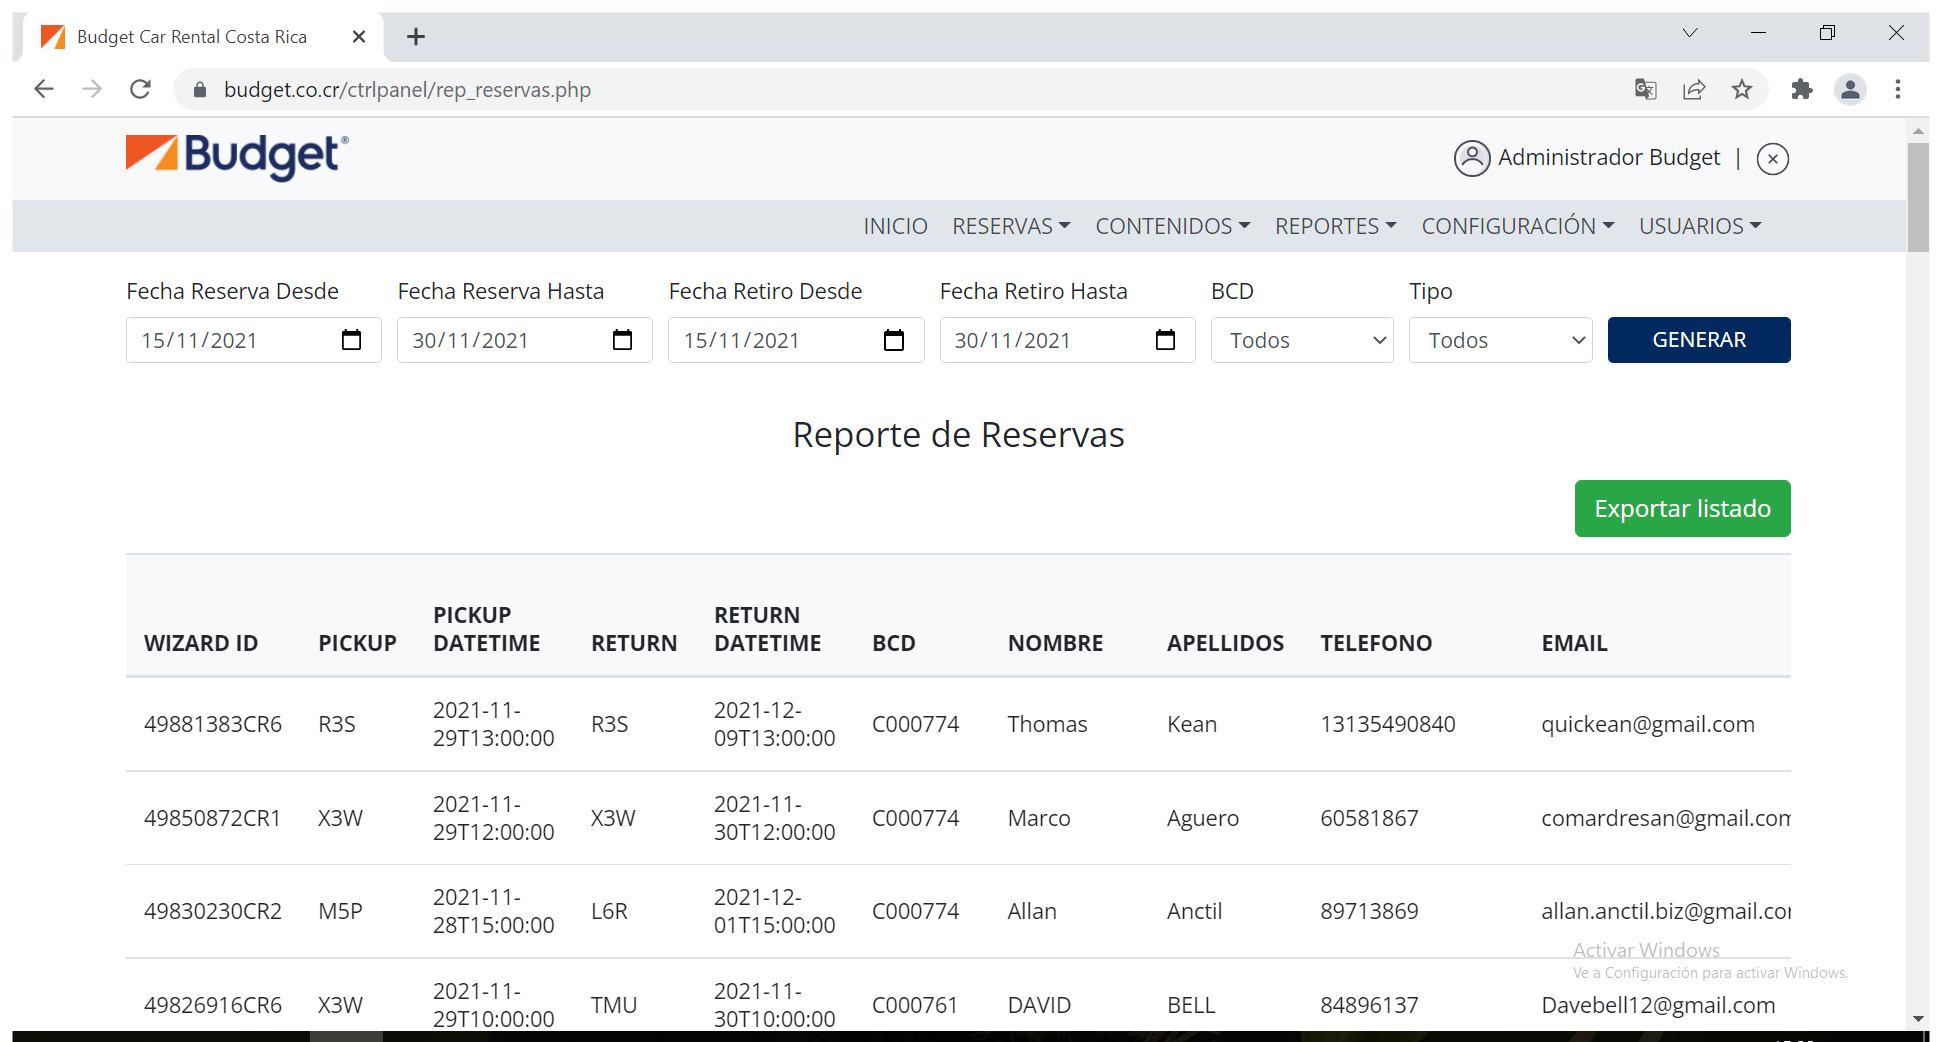 Budget Car Rental Costa Rica
budget.co.cr/ctrlpanel/rep_reservas.php
Budget®
Administrador Budget |
INICIO RESERVAS CONTENIDOS REPORTES CONFIGURACIÓN USUARIOS
Fecha Reserva Desde Fecha Reserva Hasta Fecha Retiro Desde Fecha Retiro Hasta BCD Tipo
15/11/2021 30/11/2021 15/11/2021 30/11/2021 Todos Todos GENERAR
Reporte de Reservas
Exportar listado
WIZARD ID PICKUP PICKUP DATETIME RETURN RETURN DATETIME BCD NOMBRE APELLIDOS TELEFONO EMAIL
49881383CR6 R3S 2021-11-29T13:00:00 R3S 2021-12-09T13:00:00 C000774 Thomas Kean 13135490840 quickean@gmail.com
49850872CR1 X3W 2021-11-29T12:00:00 X3W 2021-11-30T12:00:00 C000774 Marco Aguero 60581867 comardresan@gmail.com
49830230CR2 M5P 2021-11-28T15:00:00 L6R 2021-12-01T15:00:00 C000774 Allan Anctil 89713869 allan.anctil.biz@gmail.co
Activar Windows
Ve a Configuración para activar Windows.
49826916CR6 X3W 2021-11-29T10:00:00 TMU 2021-11-30T10:00:00 C000761 DAVID BELL 84896137 Davebell12@gmail.com